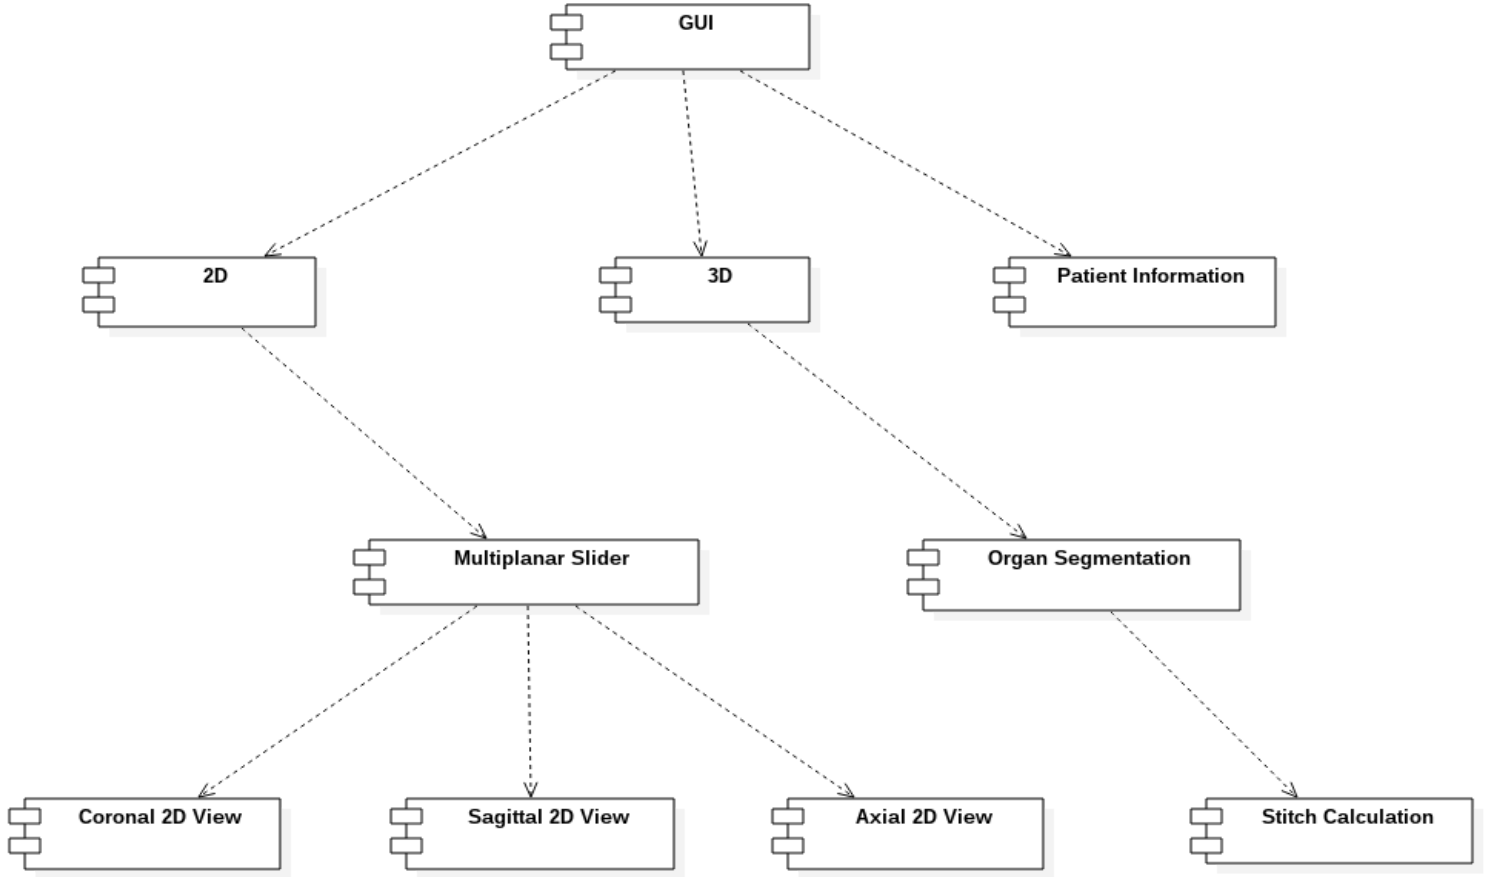 GUI
2D
3D
Patient Information
Multiplanar Slider
Organ Segmentation
Coronal 2D View
Sagittal 2D View
Axial 2D View
Stitch Calculation